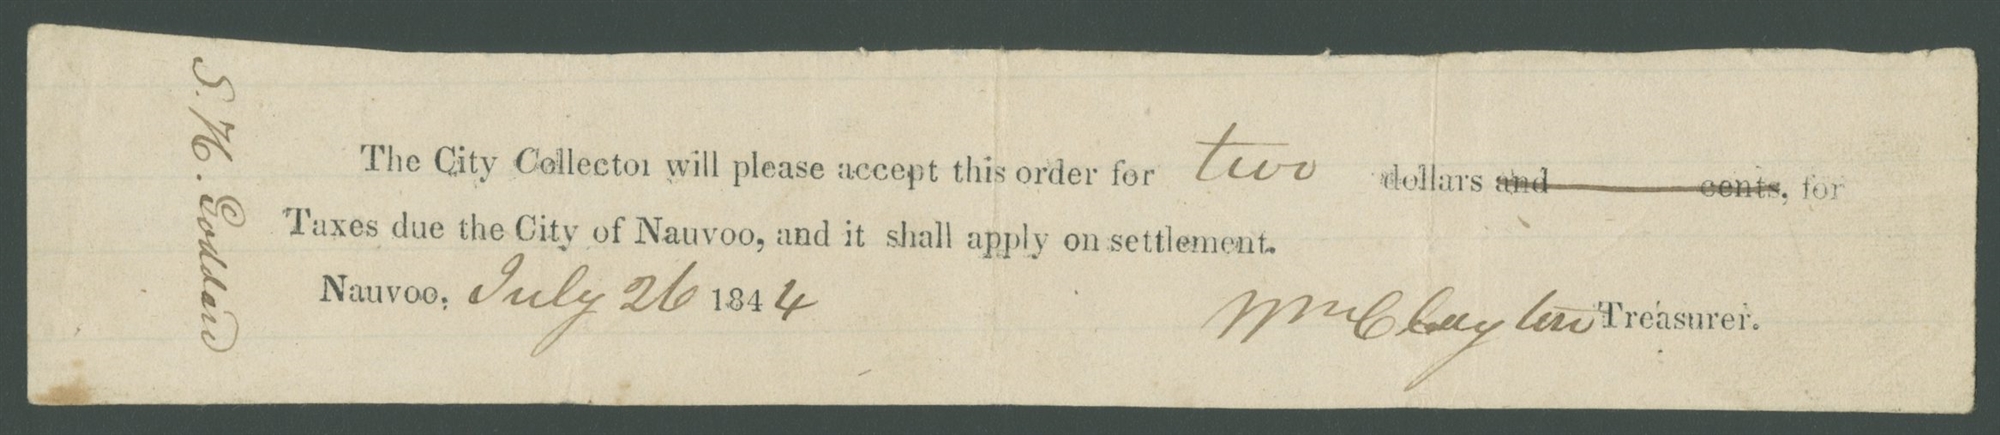 S. H. Goddard
The City Collector will please accept this order for two dollars and cents, for
Taxes due the City of Nauvoo, and it shall apply on settlement.
Nauvoo, July 26 1844 Wm Clayton Treasurer.